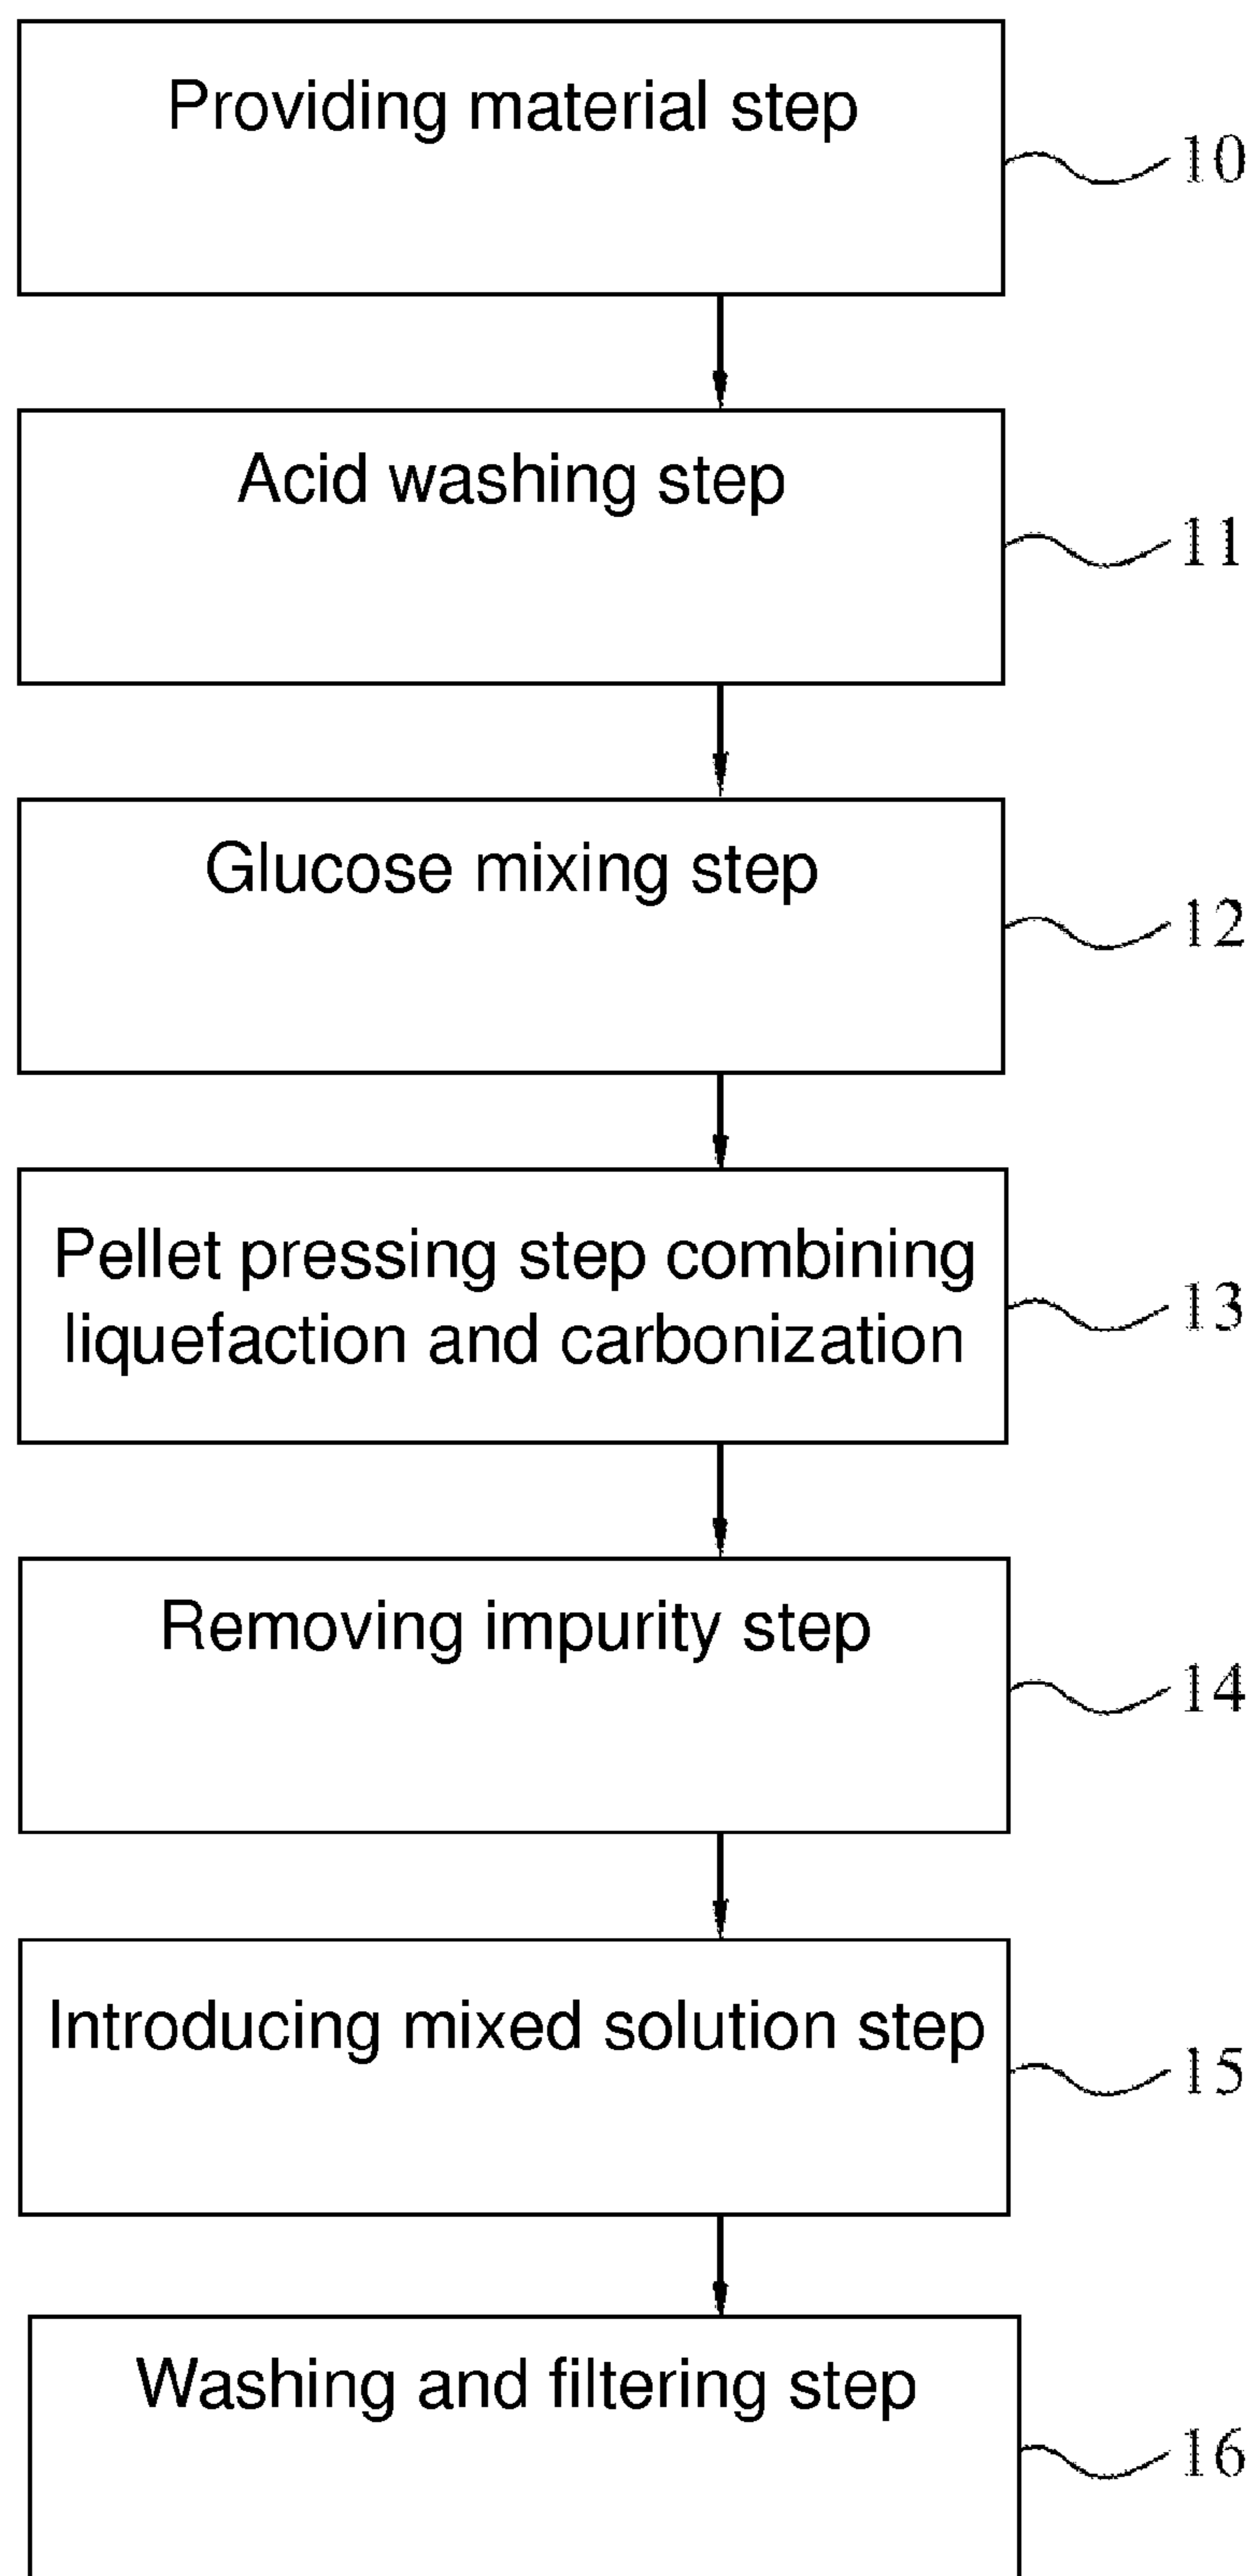 Providing material step
10
Acid washing step
11
Glucose mixing step
12
Pellet pressing step combining
liquefaction and carbonization
13
Removing impurity step
14
Introducing mixed solution step
15
Washing and filtering step
16